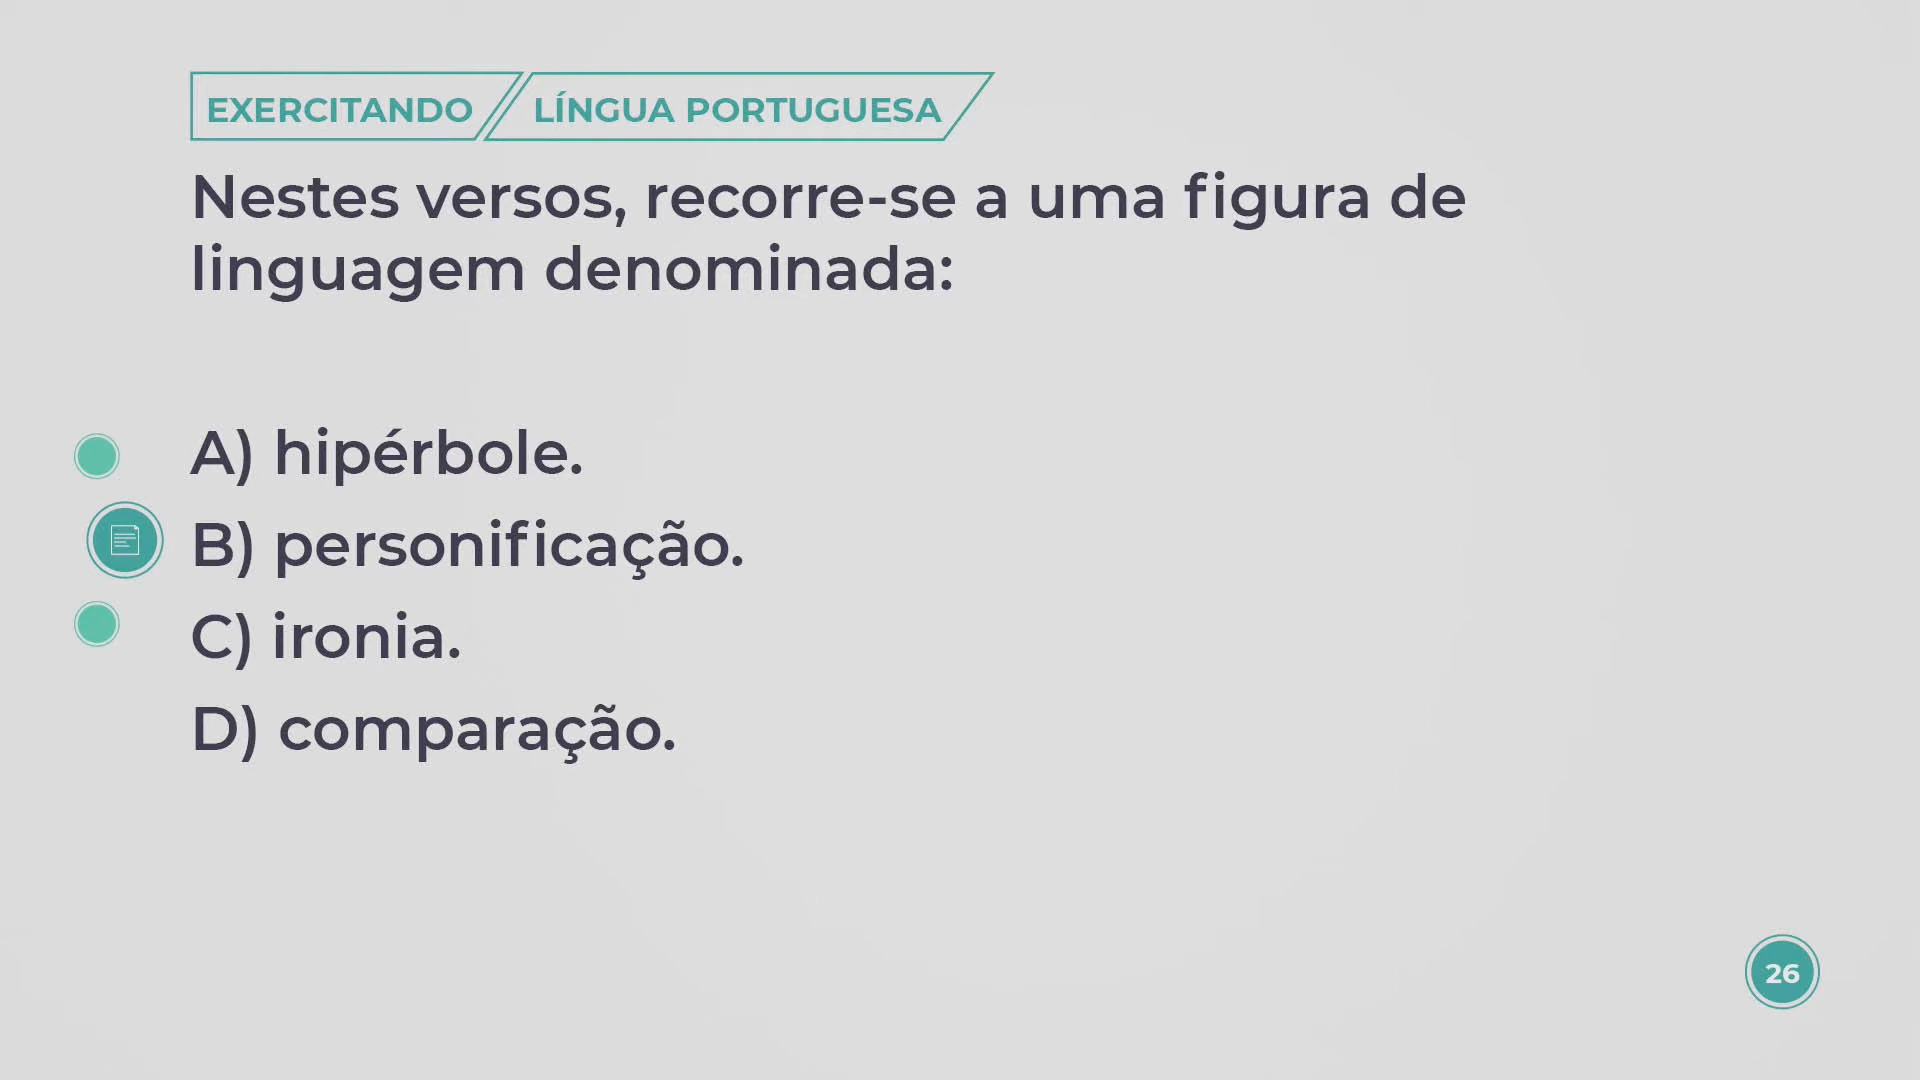 EXERCITANDO LÍNGUA PORTUGUESA
Nestes versos, recorre-se a uma figura de
linguagem denominada:
A) hipérbole.
B) personificação.
C) ironia.
D) comparação.
26